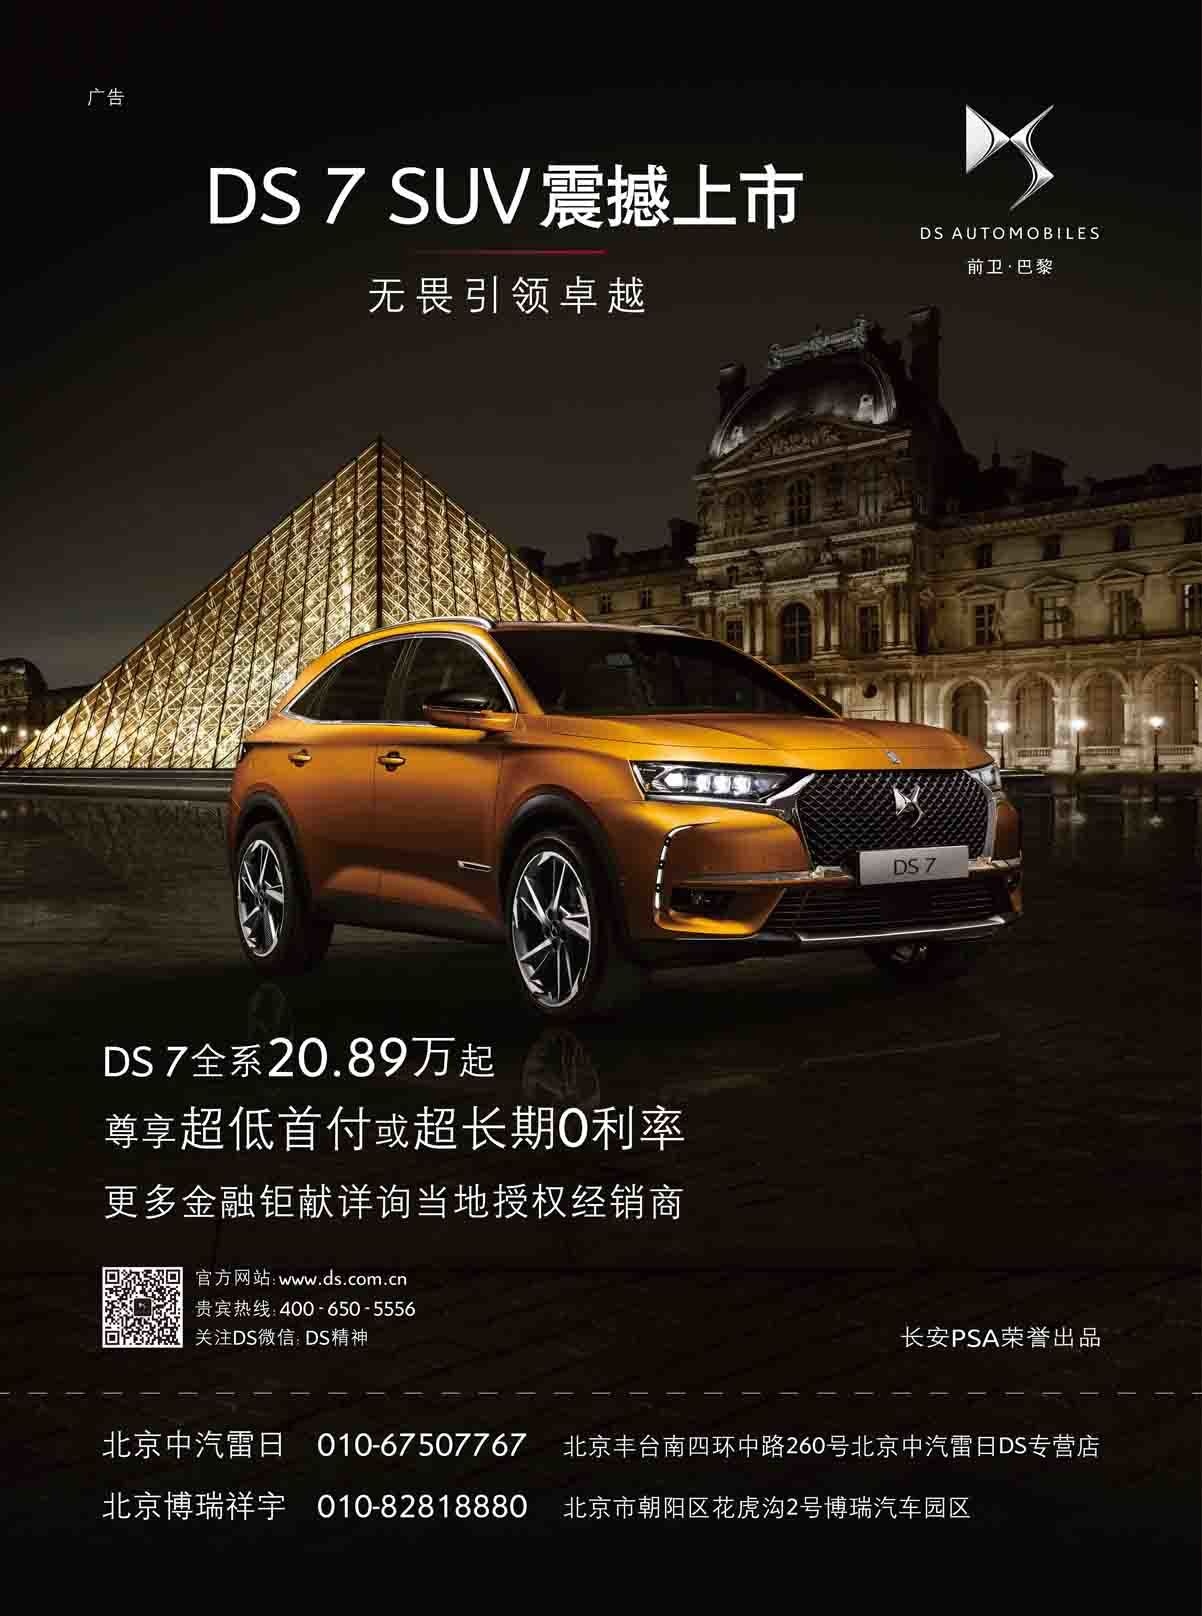 广告
DS 7 SUV震撼上市
DS AUTOMOBILES
前卫·巴黎
无畏引领卓越
DS 7
DS 7全系20.89万起
尊享超低首付或超长期0利率
更多金融钜献详询当地授权经销商
官方网站:www.ds.com.cn
贵宾热线:400-650-5556
关注DS微信:DS精神
长安PSA荣誉出品
北京中汽雷日 010-67507767 北京丰台南四环中路260号北京中汽雷日DS专营店
北京博瑞祥宇 010-82818880 北京市朝阳区花虎沟2号博瑞汽车园区